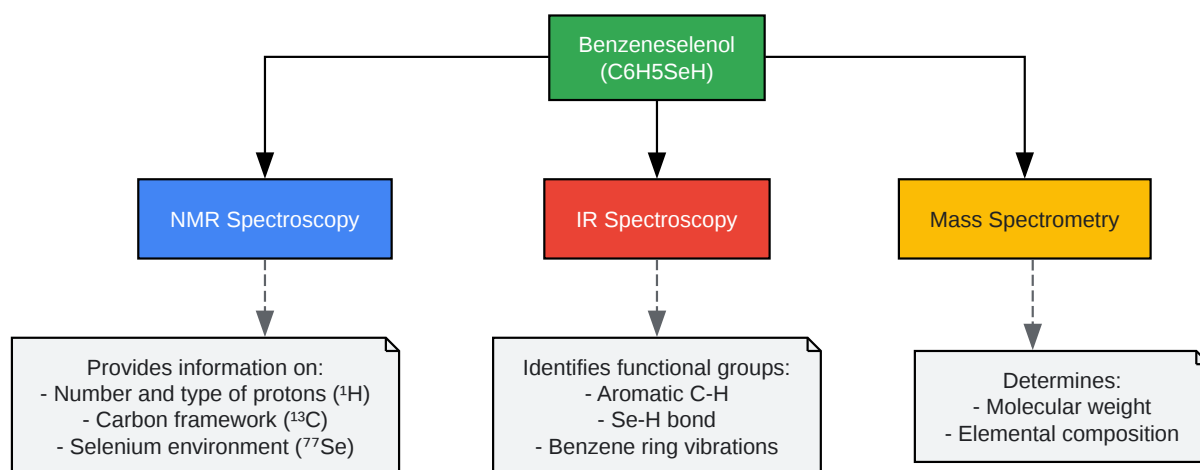 Benzeneselenol
(C6H5SeH)
NMR Spectroscopy
IR Spectroscopy
Mass Spectrometry
Provides information on:
- Number and type of protons (¹H)
- Carbon framework (¹³C)
- Selenium environment (⁷⁷Se)
Identifies functional groups:
- Aromatic C-H
- Se-H bond
- Benzene ring vibrations
Determines:
- Molecular weight
- Elemental composition